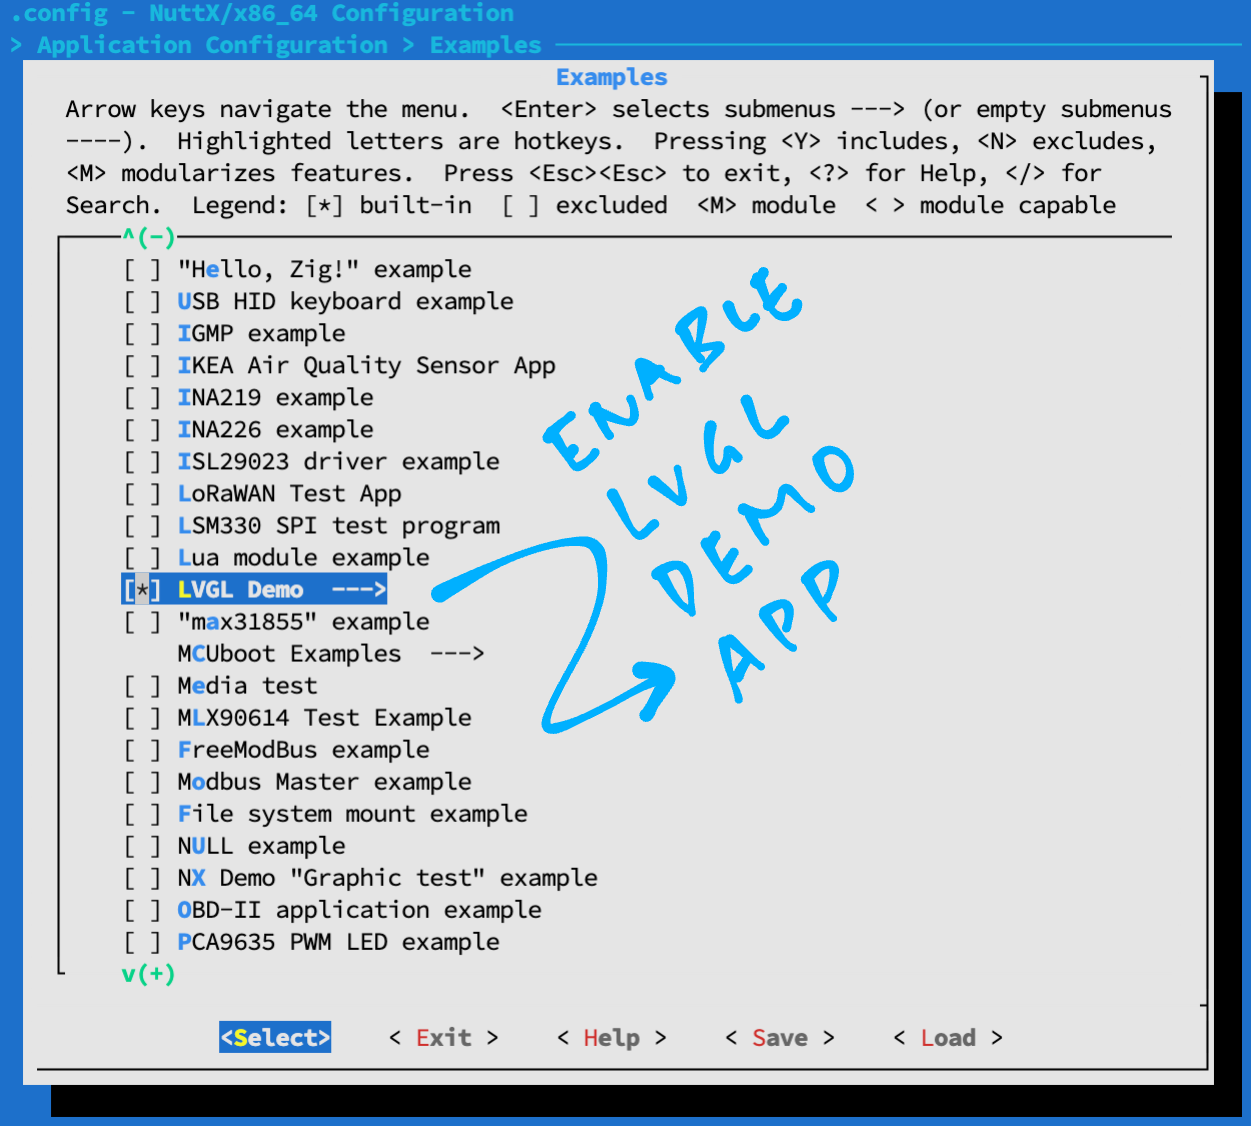 .config - NuttX/x86_64 Configuration
> Application Configuration > Examples
Examples
Arrow keys navigate the menu.  <Enter> selects submenus ---> (or empty submenus
----).  Highlighted letters are hotkeys.  Pressing <Y> includes, <N> excludes,
<M> modularizes features.  Press <Esc><Esc> to exit, <?> for Help, </> for
Search.  Legend: [*] built-in  [ ] excluded  <M> module  < > module capable
^(-)
[ ] "Hello, Zig!" example
[ ] USB HID keyboard example
[ ] IGMP example
[ ] IKEA Air Quality Sensor App
[ ] INA219 example
[ ] INA226 example
[ ] ISL29023 driver example
[ ] LoRaWAN Test App
[ ] LSM330 SPI test program
[ ] Lua module example
[*] LVGL Demo  --->
[ ] "max31855" example
MCUboot Examples  --->
[ ] Media test
[ ] MLX90614 Test Example
[ ] FreeModBus example
[ ] Modbus Master example
[ ] File system mount example
[ ] NULL example
[ ] NX Demo "Graphic test" example
[ ] OBD-II application example
[ ] PCA9635 PWM LED example
v(+)
ENABLE
LVGL
DEMO
APP
<Select>    < Exit >    < Help >    < Save >    < Load >